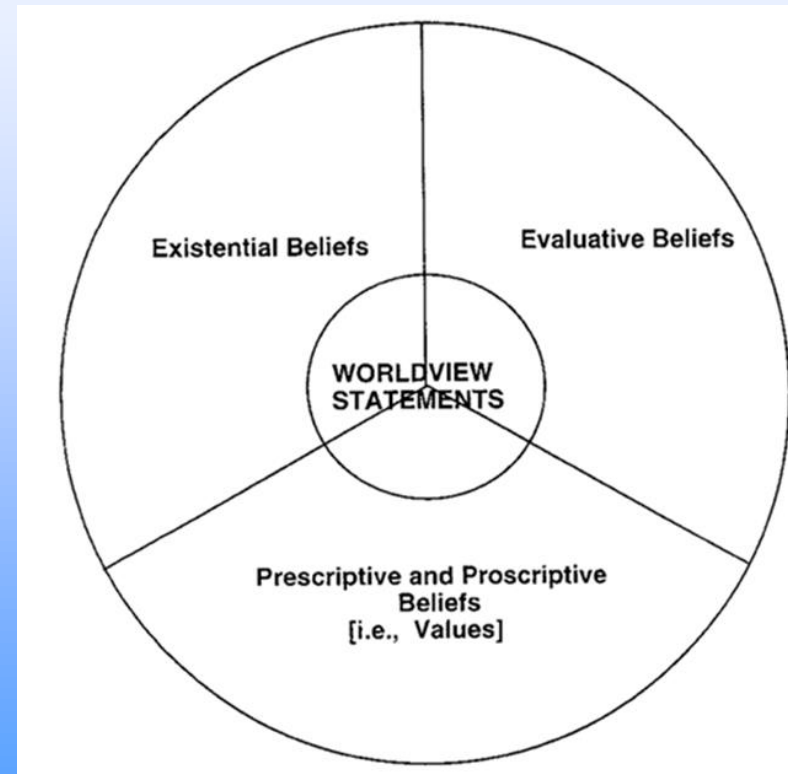 Existential Beliefs
Evaluative Beliefs
WORLDVIEW
STATEMENTS
Prescriptive and Proscriptive
Beliefs
[i.e., Values]